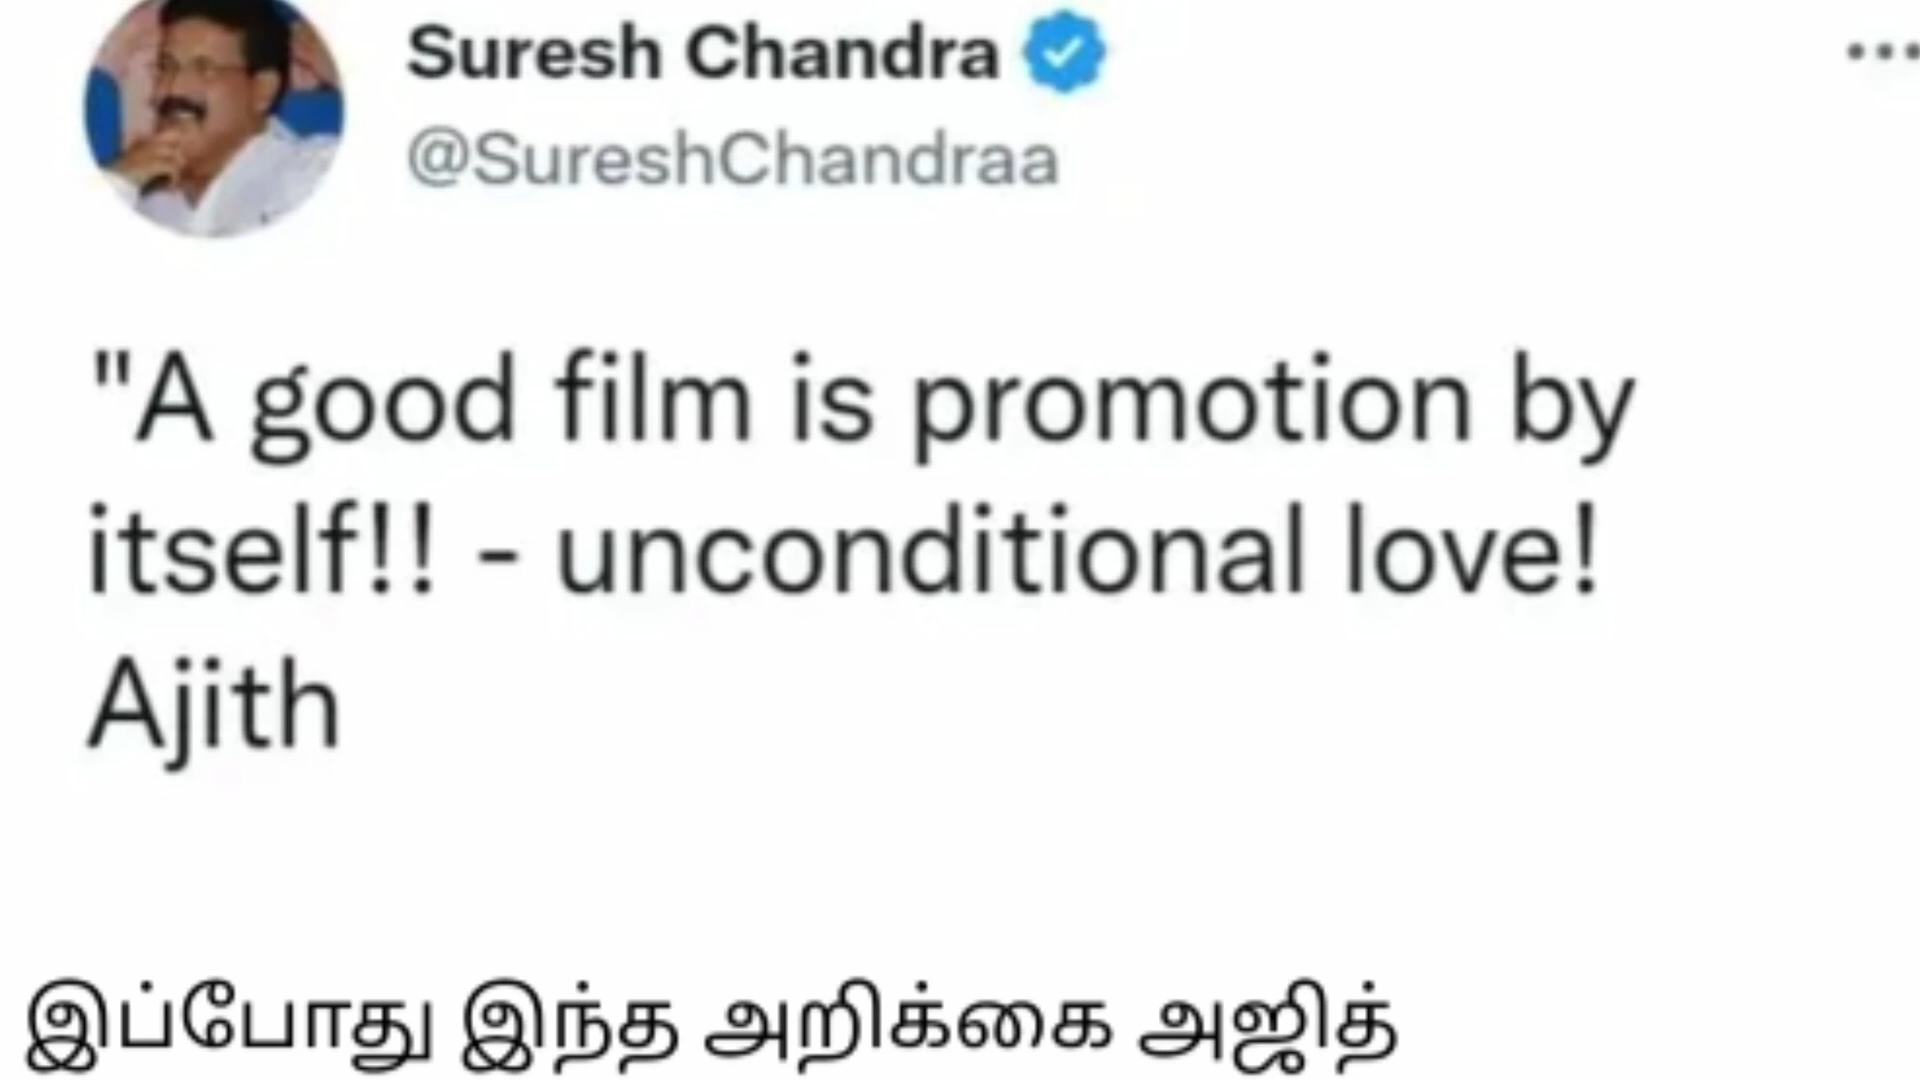 Suresh Chandra
@SureshChandraa
"A good film is promotion by
itself!! - unconditional love!
Ajith
இப்போது இந்த அறிக்கை அஜித்